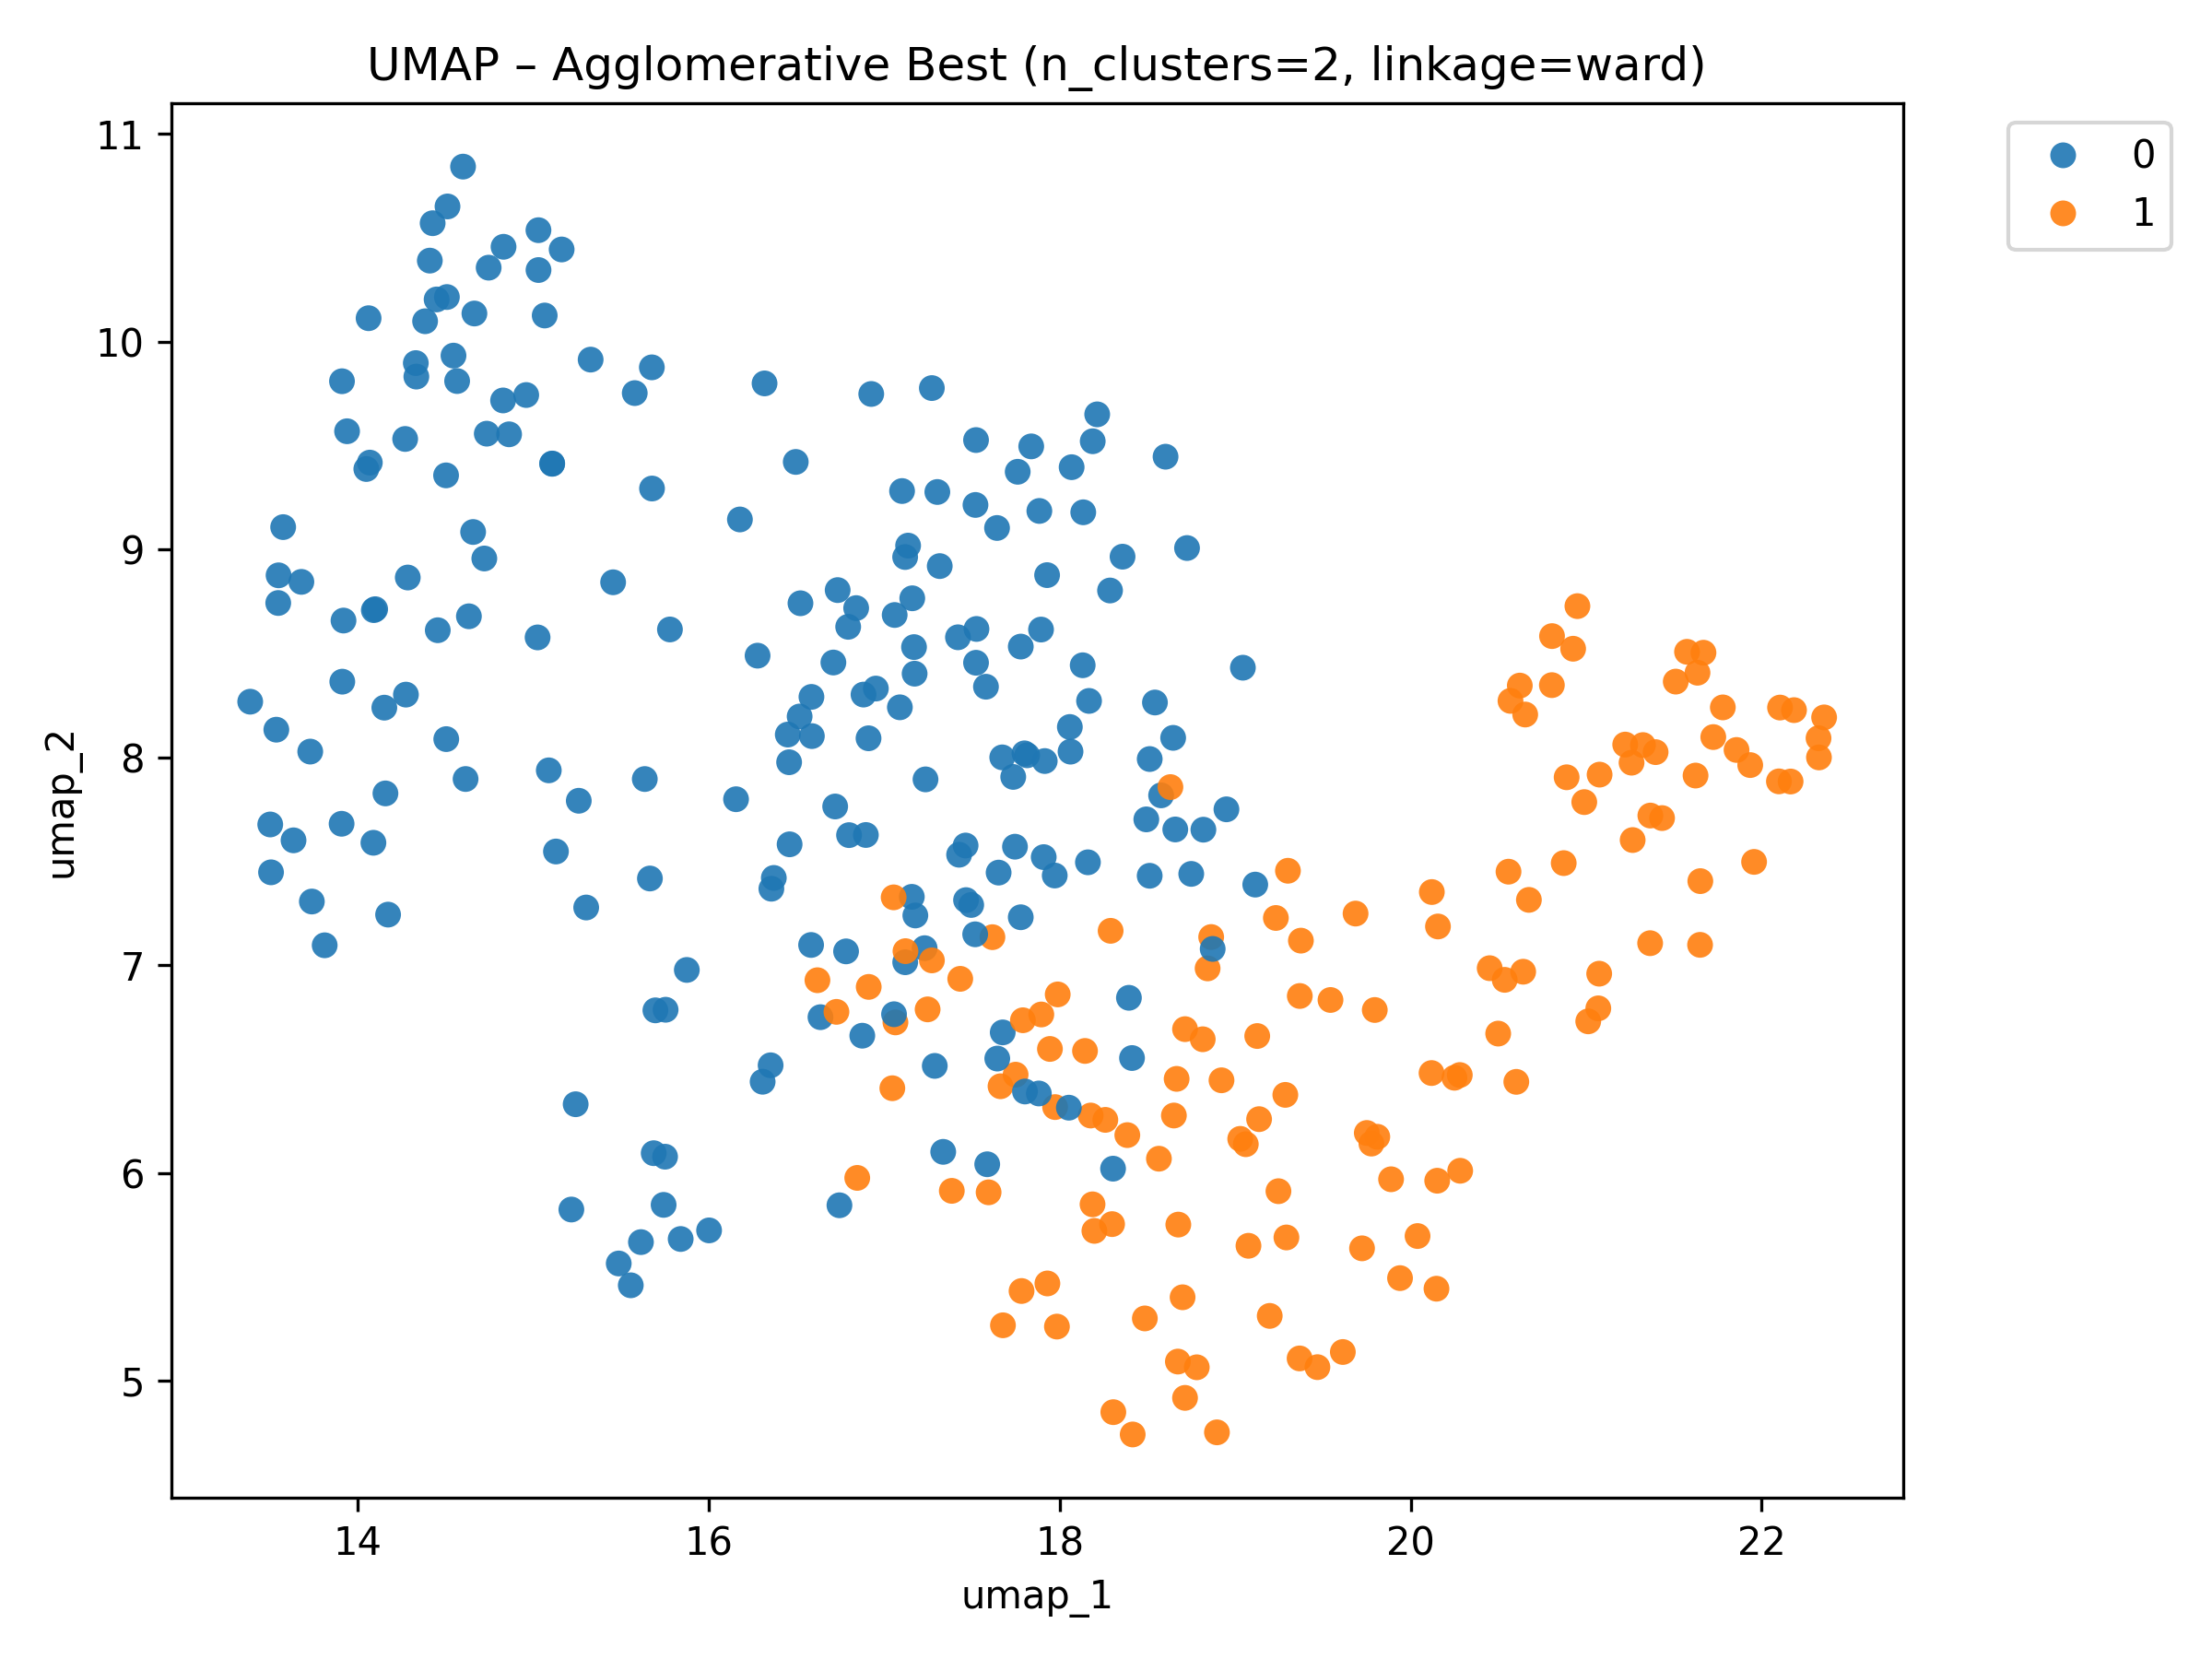 UMAP – Agglomerative Best (n_clusters=2, linkage=ward)
0
1
11
10
9
8
7
6
5
umap_2
14 16 18 20 22
umap_1